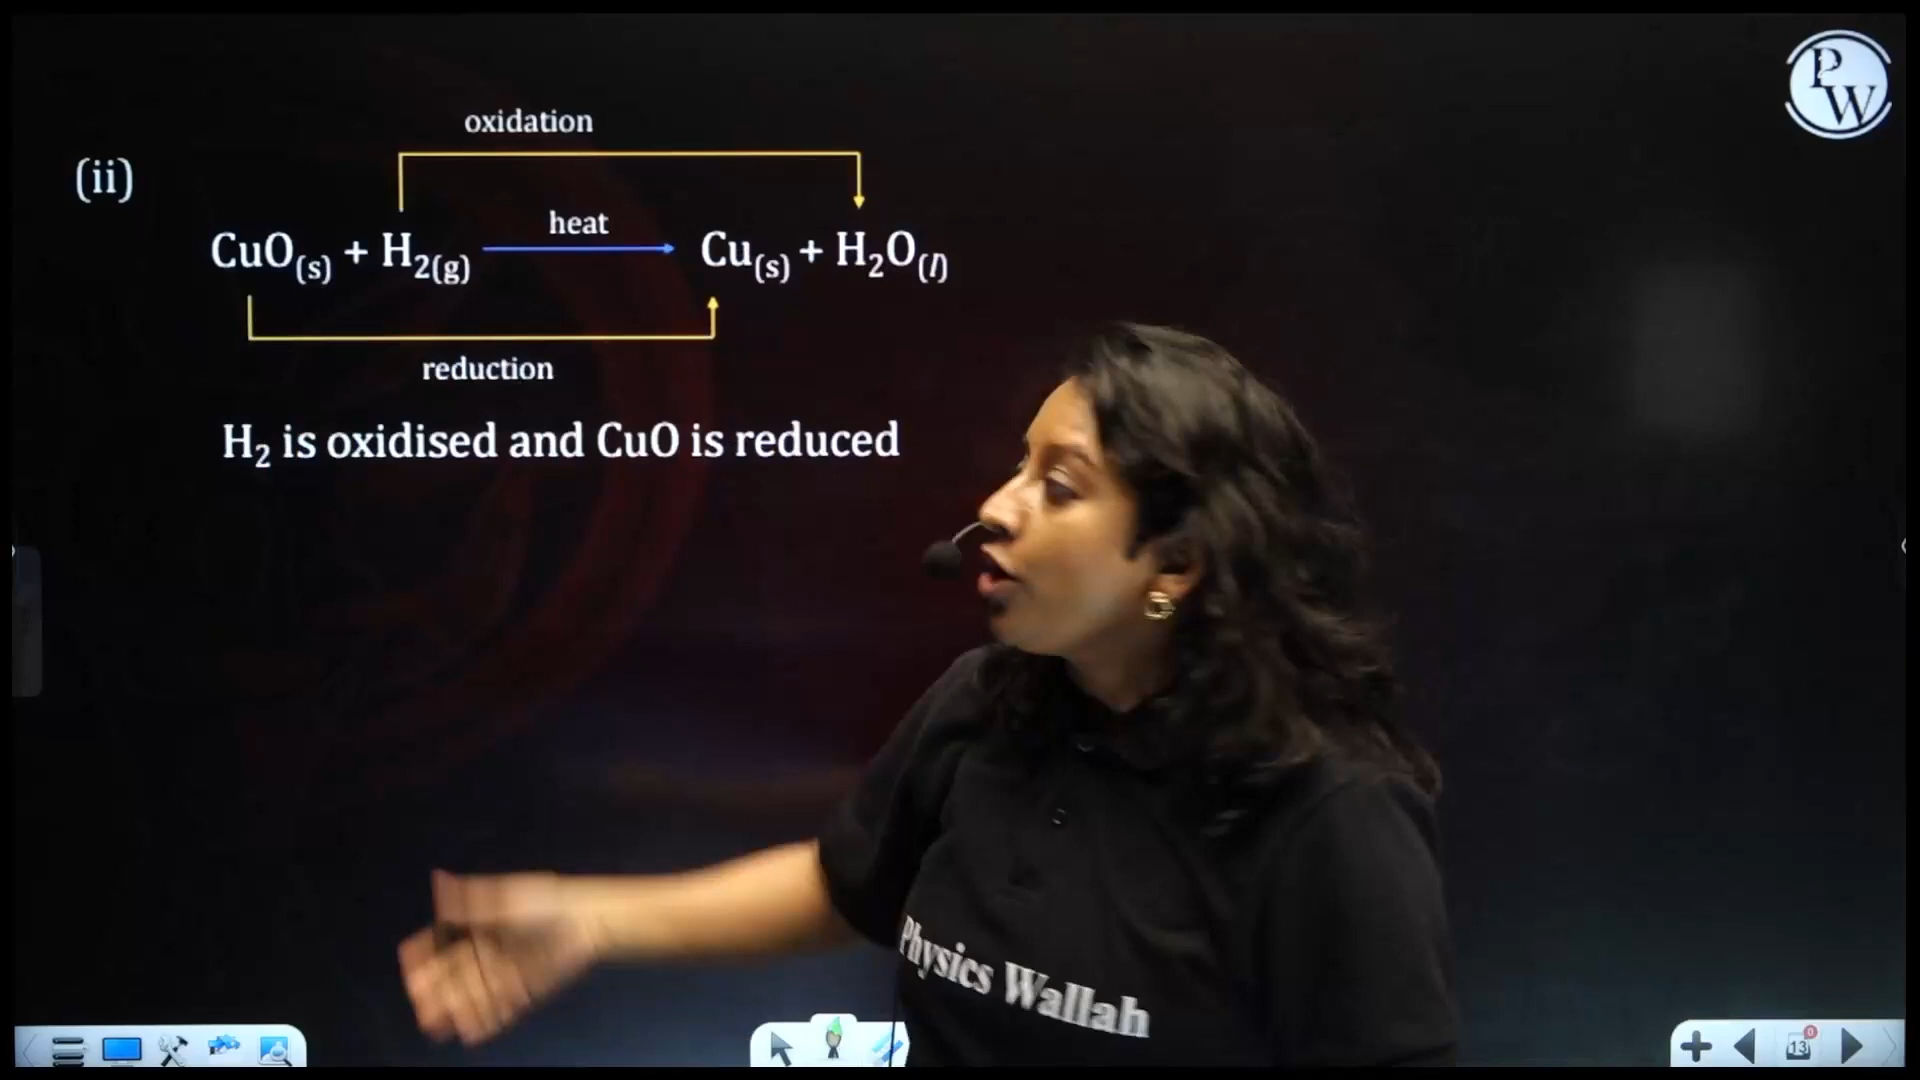 PW
oxidation
(ii)
heat
CuO(s) + H2(g) → Cu(s) + H2O(l)
reduction
H2 is oxidised and CuO is reduced
Physics Wallah
0
13